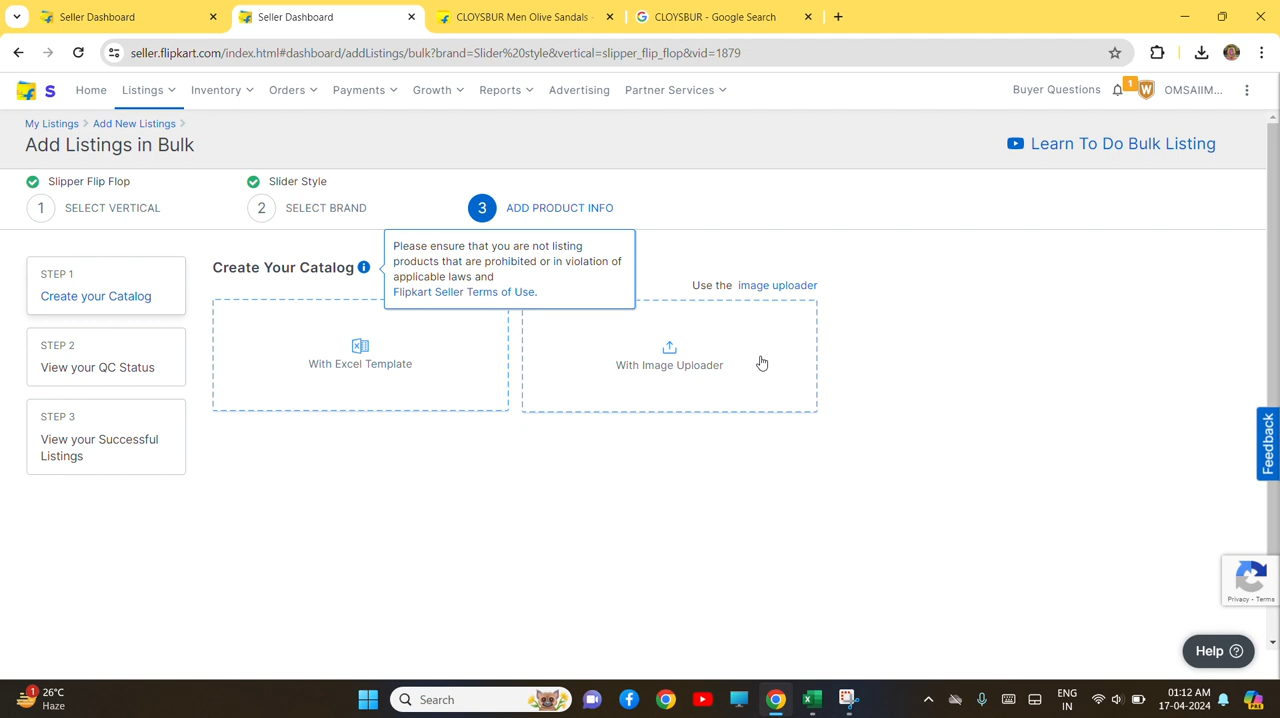 Seller Dashboard
Seller Dashboard
CLOYSBUR Men Olive Sandals
CLOYSBUR - Google Search
seller.flipkart.com/index.html#dashboard/addListings/bulk?brand=Slider%20style&vertical=slipper_flip_flop&vid=1879
Home Listings Inventory Orders Payments Growth Reports Advertising Partner Services Buyer Questions 1 W OMSAIIM...
My Listings Add New Listings
Add Listings in Bulk
Learn To Do Bulk Listing
Slipper Flip Flop
Slider Style
1 SELECT VERTICAL
2 SELECT BRAND
3 ADD PRODUCT INFO
STEP 1
Create your Catalog
STEP 2
View your QC Status
STEP 3
View your Successful
Listings
Create Your Catalog
Please ensure that you are not listing
products that are prohibited or in violation of
applicable laws and
Flipkart Seller Terms of Use.
Use the image uploader
With Excel Template
With Image Uploader
Feedback
Privacy - Terms
Help
1
26°C
Haze
Search
ENG
IN
01:12 AM
17-04-2024